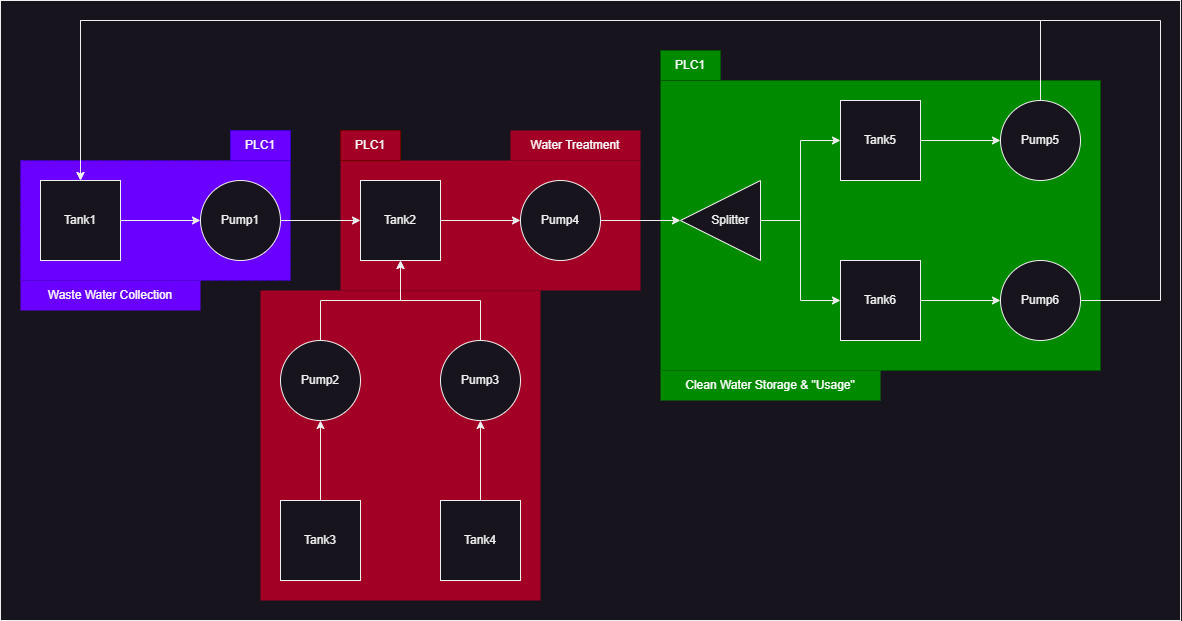 PLC1
PLC1
PLC1
Water Treatment
Tank1
Pump1
Tank2
Pump4
Splitter
Tank5
Pump5
Tank6
Pump6
Waste Water Collection
Pump2
Pump3
Clean Water Storage & "Usage"
Tank3
Tank4